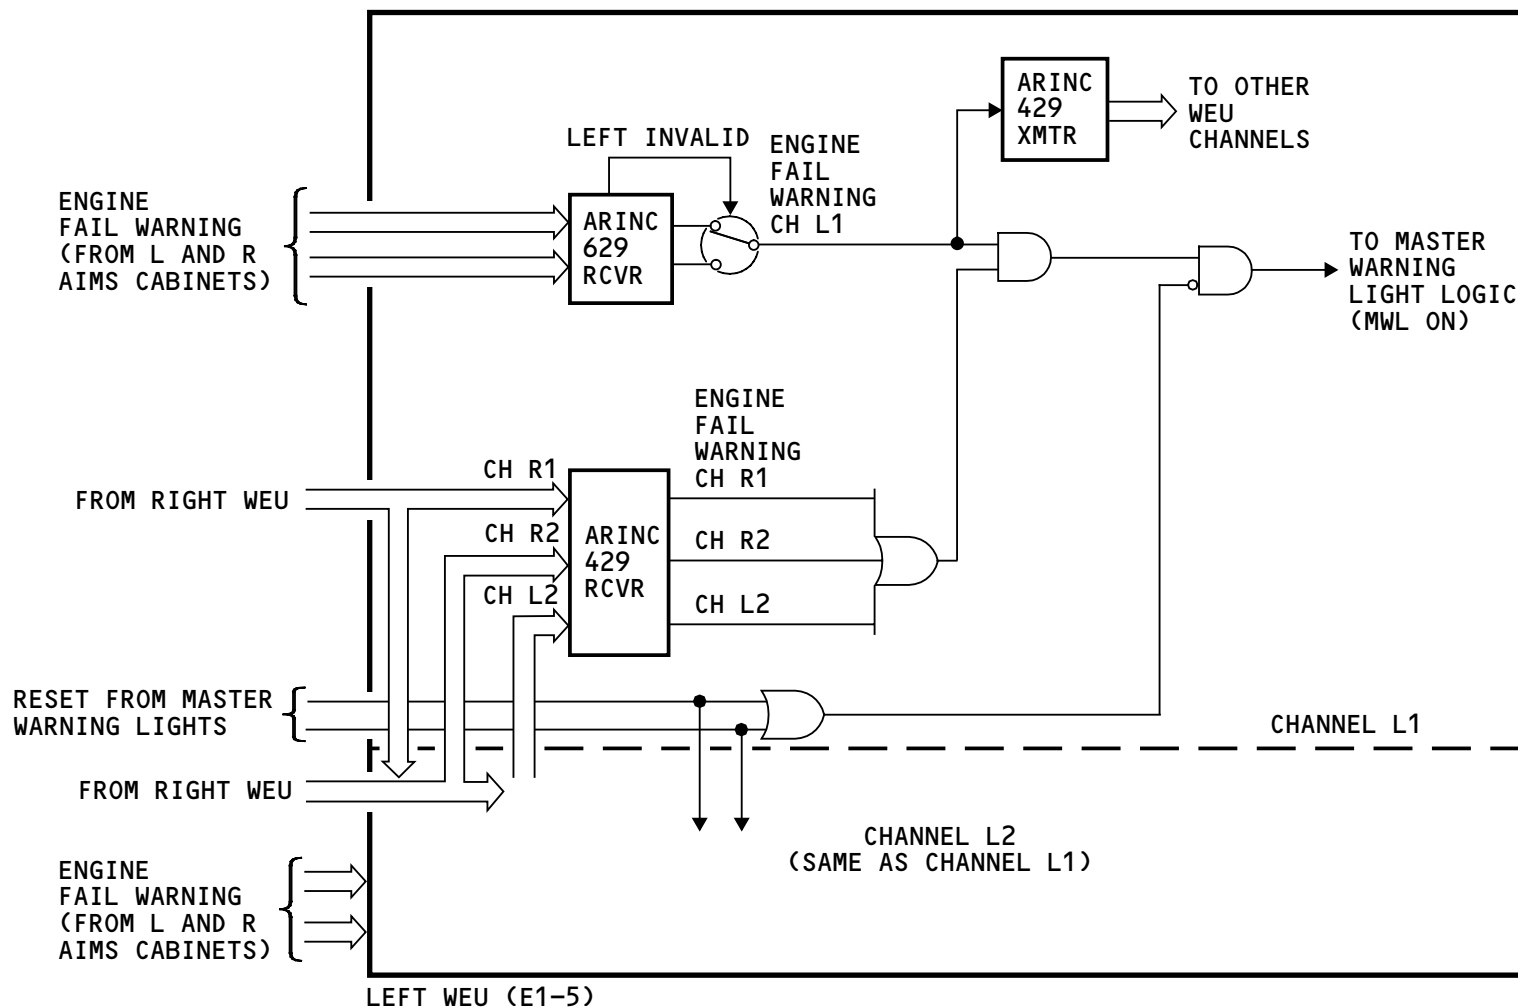 ARINC
429
XMTR
TO OTHER
WEU
CHANNELS
LEFT INVALID
ENGINE
FAIL
WARNING
CH L1
ENGINE
FAIL WARNING
(FROM L AND R
AIMS CABINETS)
ARINC
629
RCVR
TO MASTER
WARNING
LIGHT LOGIC
(MWL ON)
ENGINE
FAIL
WARNING
CH R1
CH R1
FROM RIGHT WEU
CH R2
ARINC
429
RCVR
CH R2
CH L2
CH L2
RESET FROM MASTER
WARNING LIGHTS
CHANNEL L1
FROM RIGHT WEU
CHANNEL L2
(SAME AS CHANNEL L1)
ENGINE
FAIL WARNING
(FROM L AND R
AIMS CABINETS)
LEFT WEU (E1-5)